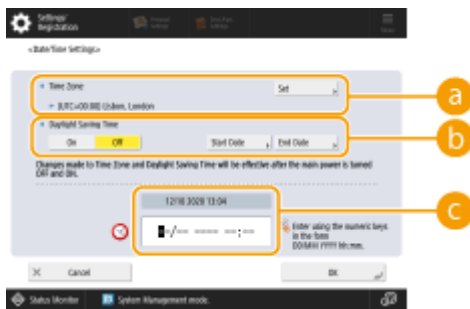 Settings/
Registration
<Date/Time Settings>
Time Zone
Set
(UTC+00:00) Lisbon, London
a
Daylight Saving Time
On
Off
Start Date
End Date
b
Changes made to Time Zone and Daylight Saving Time will be effective after the main power is turned
OFF and ON.
12/10 2020 13:04
--/-- ---- --:--
Enter using the numeric keys
in the form
DD/MM YYYY hh:mm.
c
Cancel
OK
Status Monitor
System Management mode.